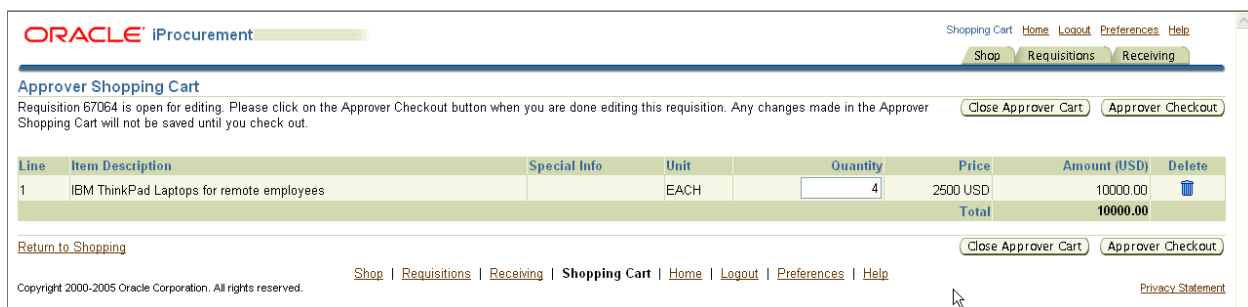 ORACLE® iProcurement
Shopping Cart Home Logout Preferences Help
Shop Requisitions Receiving
Approver Shopping Cart
Requisition 67064 is open for editing. Please click on the Approver Checkout button when you are done editing this requisition. Any changes made in the Approver
Shopping Cart will not be saved until you check out.
Close Approver Cart Approver Checkout
Line Item Description Special Info Unit Quantity Price Amount (USD) Delete
1 IBM ThinkPad Laptops for remote employees EACH 4 2500 USD 10000.00
Total 10000.00
Return to Shopping Close Approver Cart Approver Checkout
Shop | Requisitions | Receiving | Shopping Cart | Home | Logout | Preferences | Help
Copyright 2000-2005 Oracle Corporation. All rights reserved. Privacy Statement